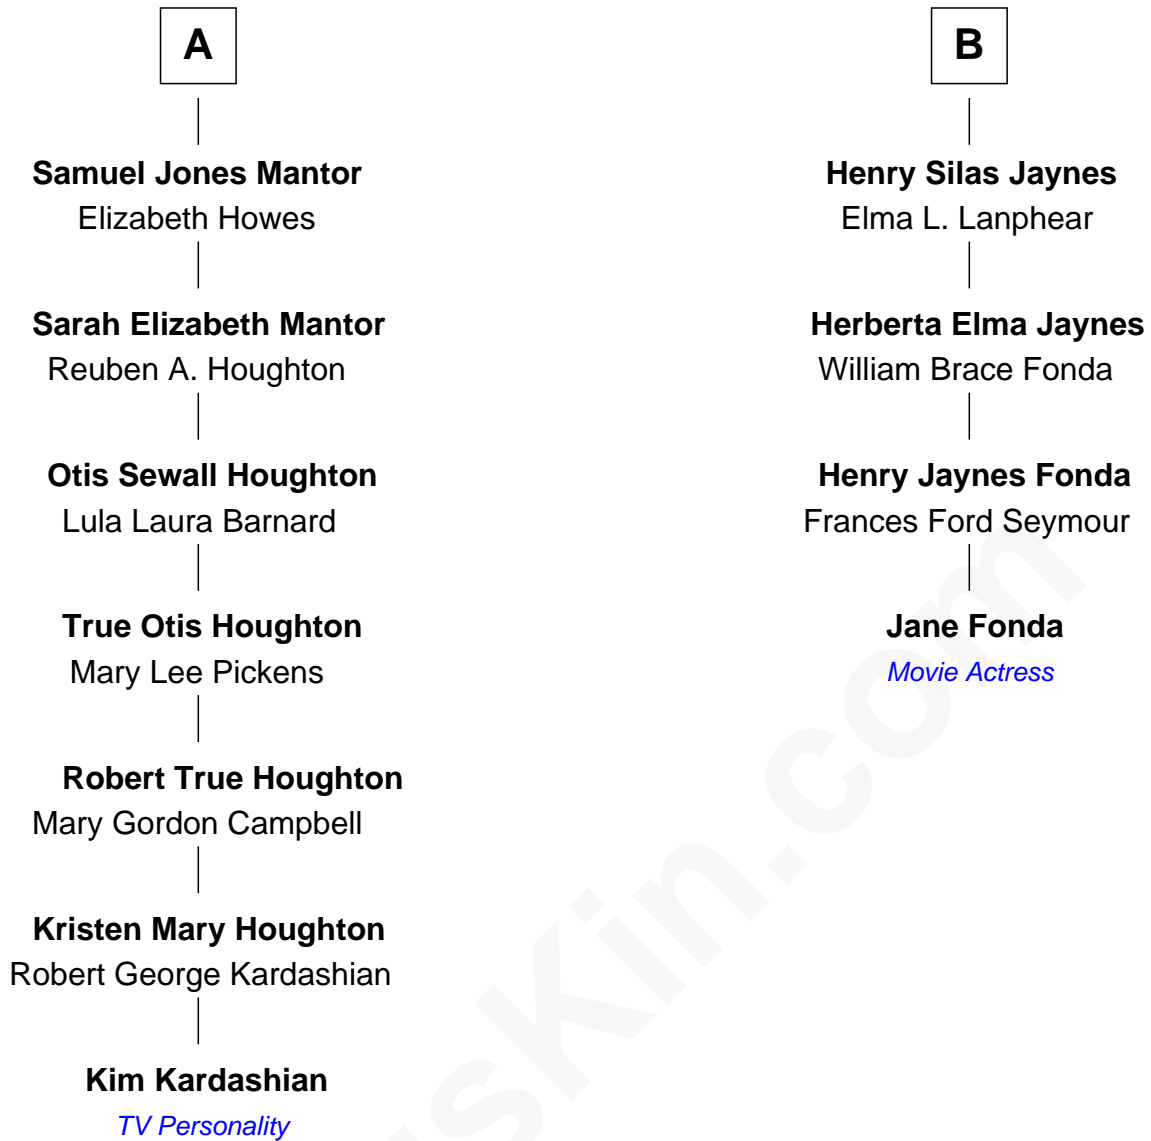 A
Samuel Jones Mantor
Elizabeth Howes
Sarah Elizabeth Mantor
Reuben A. Houghton
Otis Sewall Houghton
Lula Laura Barnard
True Otis Houghton
Mary Lee Pickens
Robert True Houghton
Mary Gordon Campbell
Kristen Mary Houghton
Robert George Kardashian
Kim Kardashian
TV Personality
B
Henry Silas Jaynes
Elma L. Lanphear
Herberta Elma Jaynes
William Brace Fonda
Henry Jaynes Fonda
Frances Ford Seymour
Jane Fonda
Movie Actress